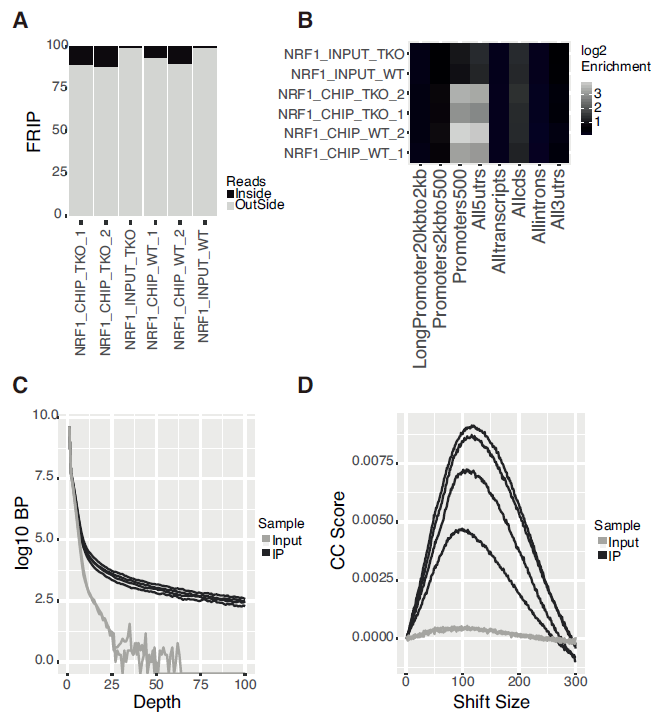 A
100
75
50
25
0
FRIP
Reads
Inside
OutSide
NRF1_CHIP_TKO_1
NRF1_CHIP_TKO_2
NRF1_INPUT_TKO
NRF1_CHIP_WT_1
NRF1_CHIP_WT_2
NRF1_INPUT_WT
B
NRF1_INPUT_TKO
NRF1_INPUT_WT
NRF1_CHIP_TKO_2
NRF1_CHIP_TKO_1
NRF1_CHIP_WT_2
NRF1_CHIP_WT_1
log2
Enrichment
3
2
1
LongPromoter20kbto2kb
Promoters2kbto500
Promoters500
All5utrs
Alltranscripts
Allcds
Allintrons
All3utrs
C
10.0
7.5
5.0
2.5
0.0
log10 BP
0 25 50 75 100
Depth
Sample
Input
IP
D
0.0075
0.0050
0.0025
0.0000
CC Score
0 100 200 300
Shift Size
Sample
Input
IP